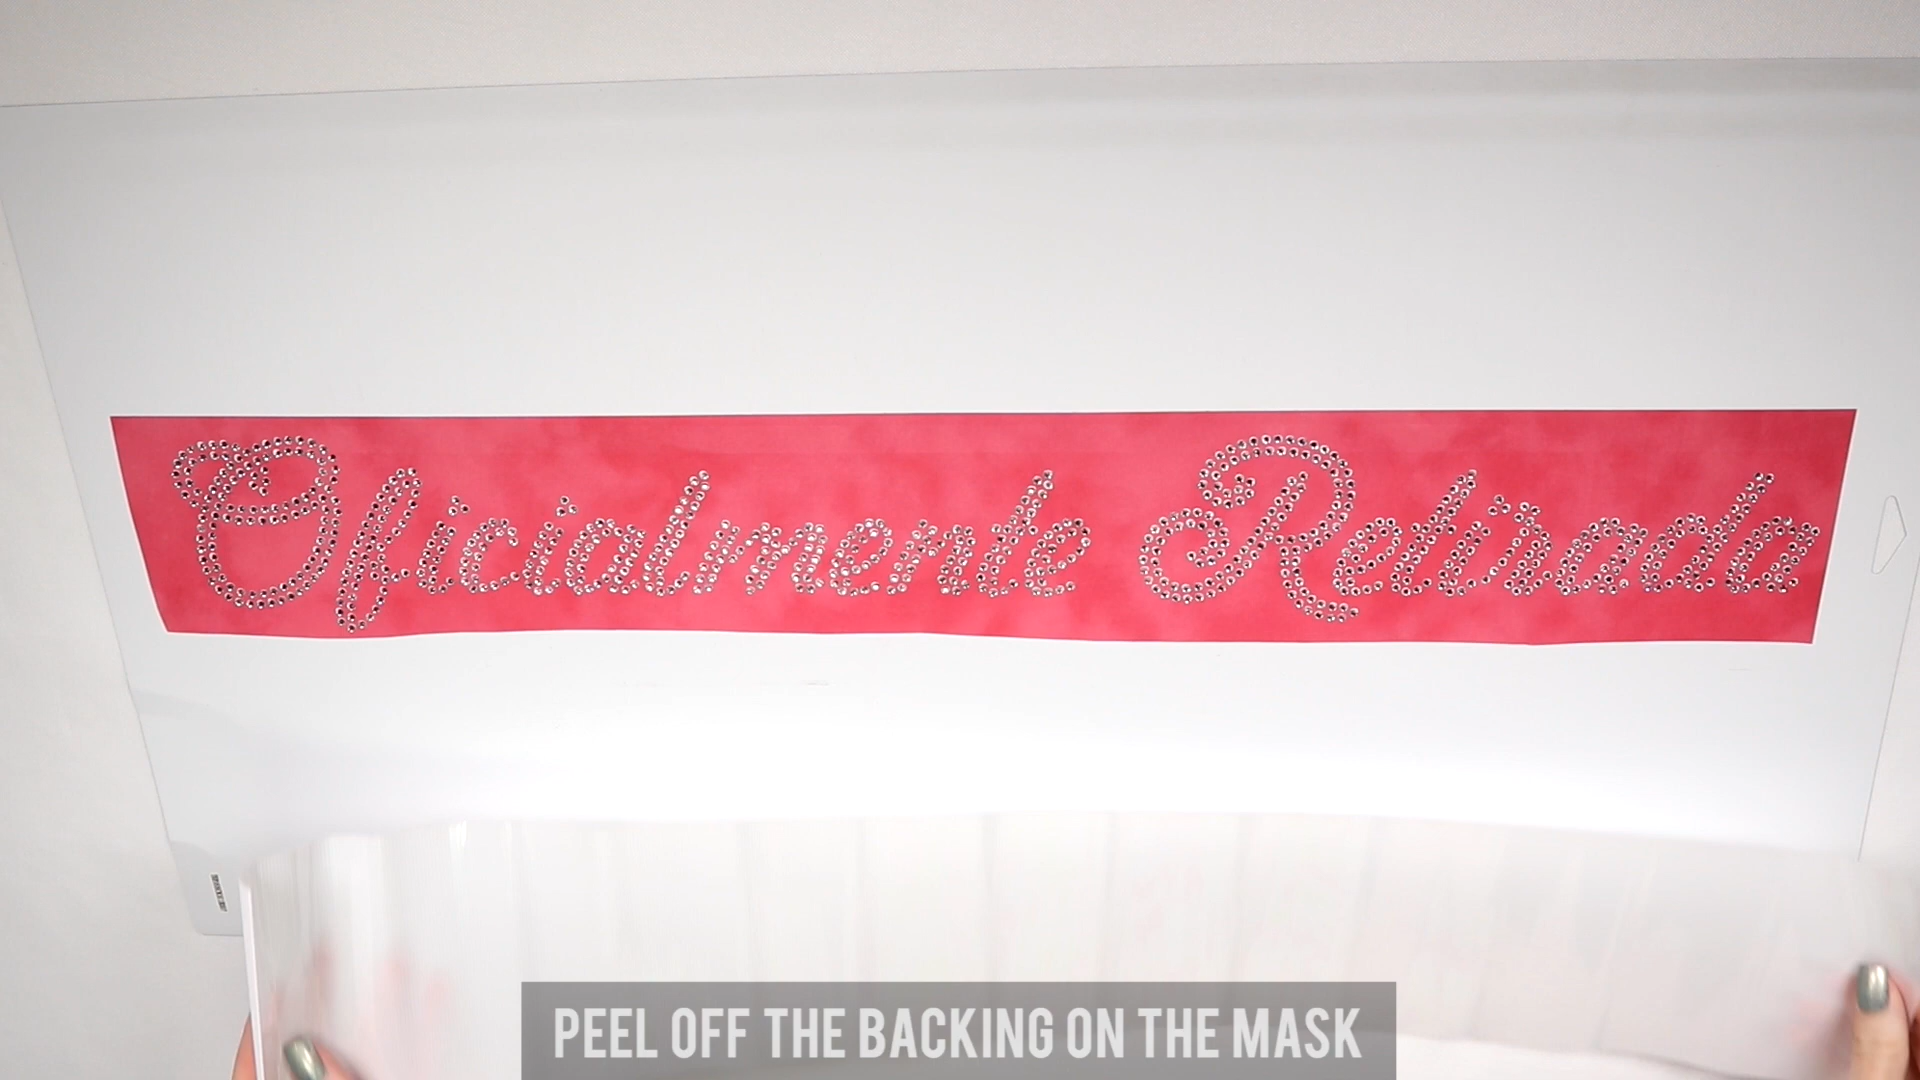 Oficialmente Retirada
PEEL OFF THE BACKING ON THE MASK